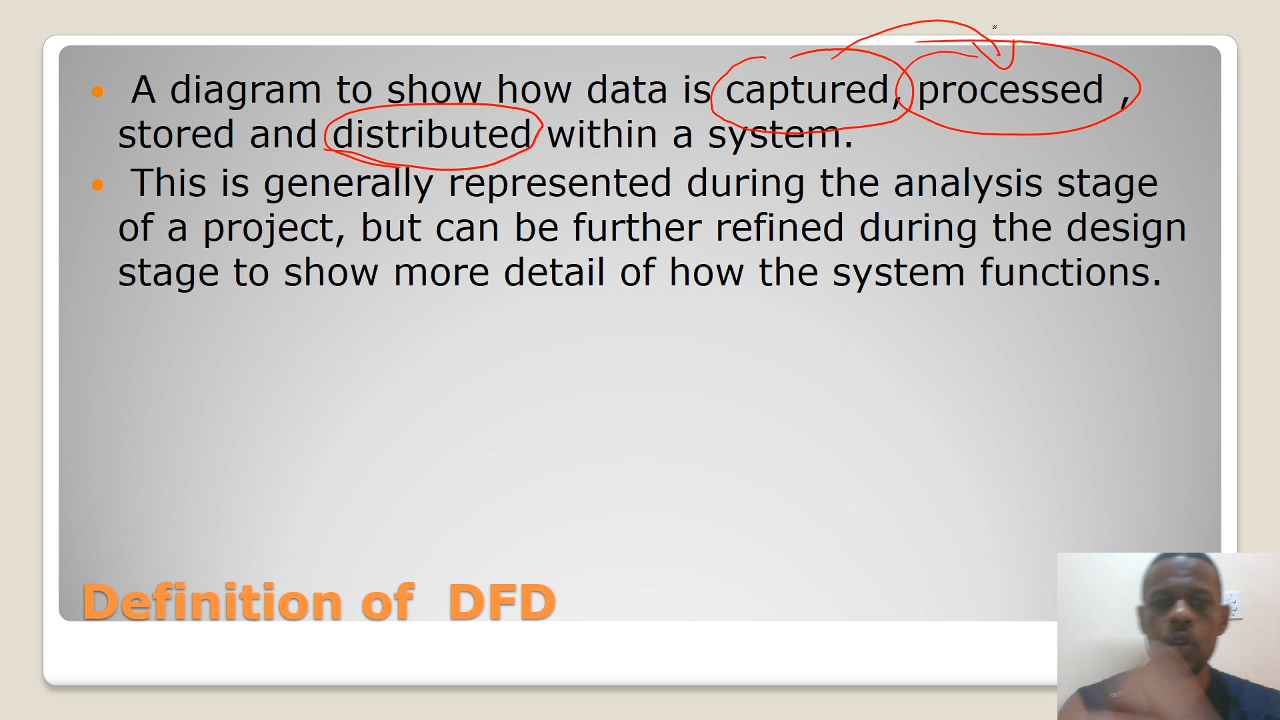 A diagram to show how data is captured, processed ,
stored and distributed within a system.
This is generally represented during the analysis stage
of a project, but can be further refined during the design
stage to show more detail of how the system functions.
Definition of DFD